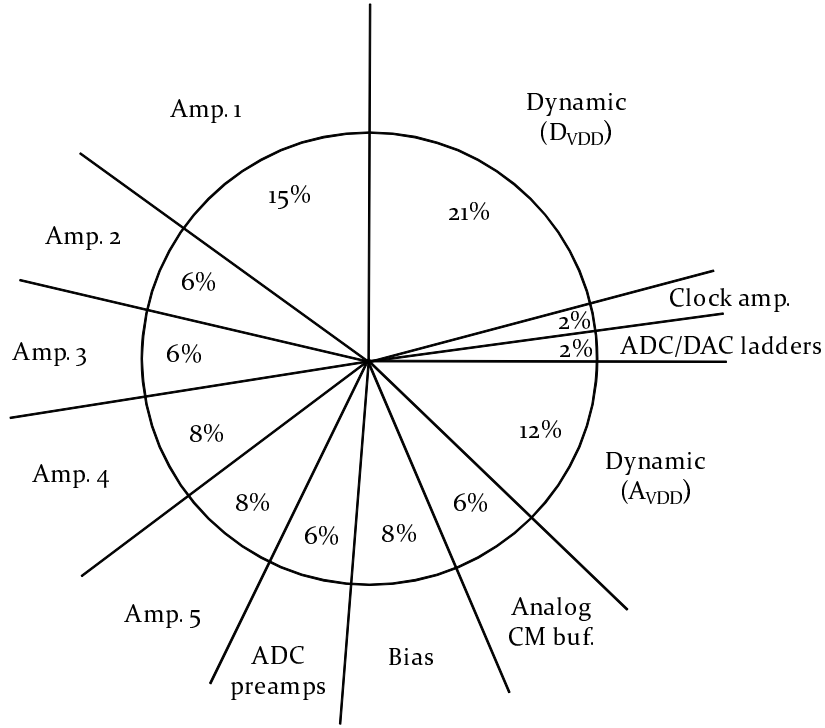 Amp. 1
15%
Dynamic
(DVDD)
21%
Clock amp.
2%
ADC/DAC ladders
2%
12%
Dynamic
(AVDD)
6%
Analog
CM buf.
8%
Bias
6%
ADC
preamps
8%
Amp. 5
8%
Amp. 4
6%
Amp. 3
6%
Amp. 2